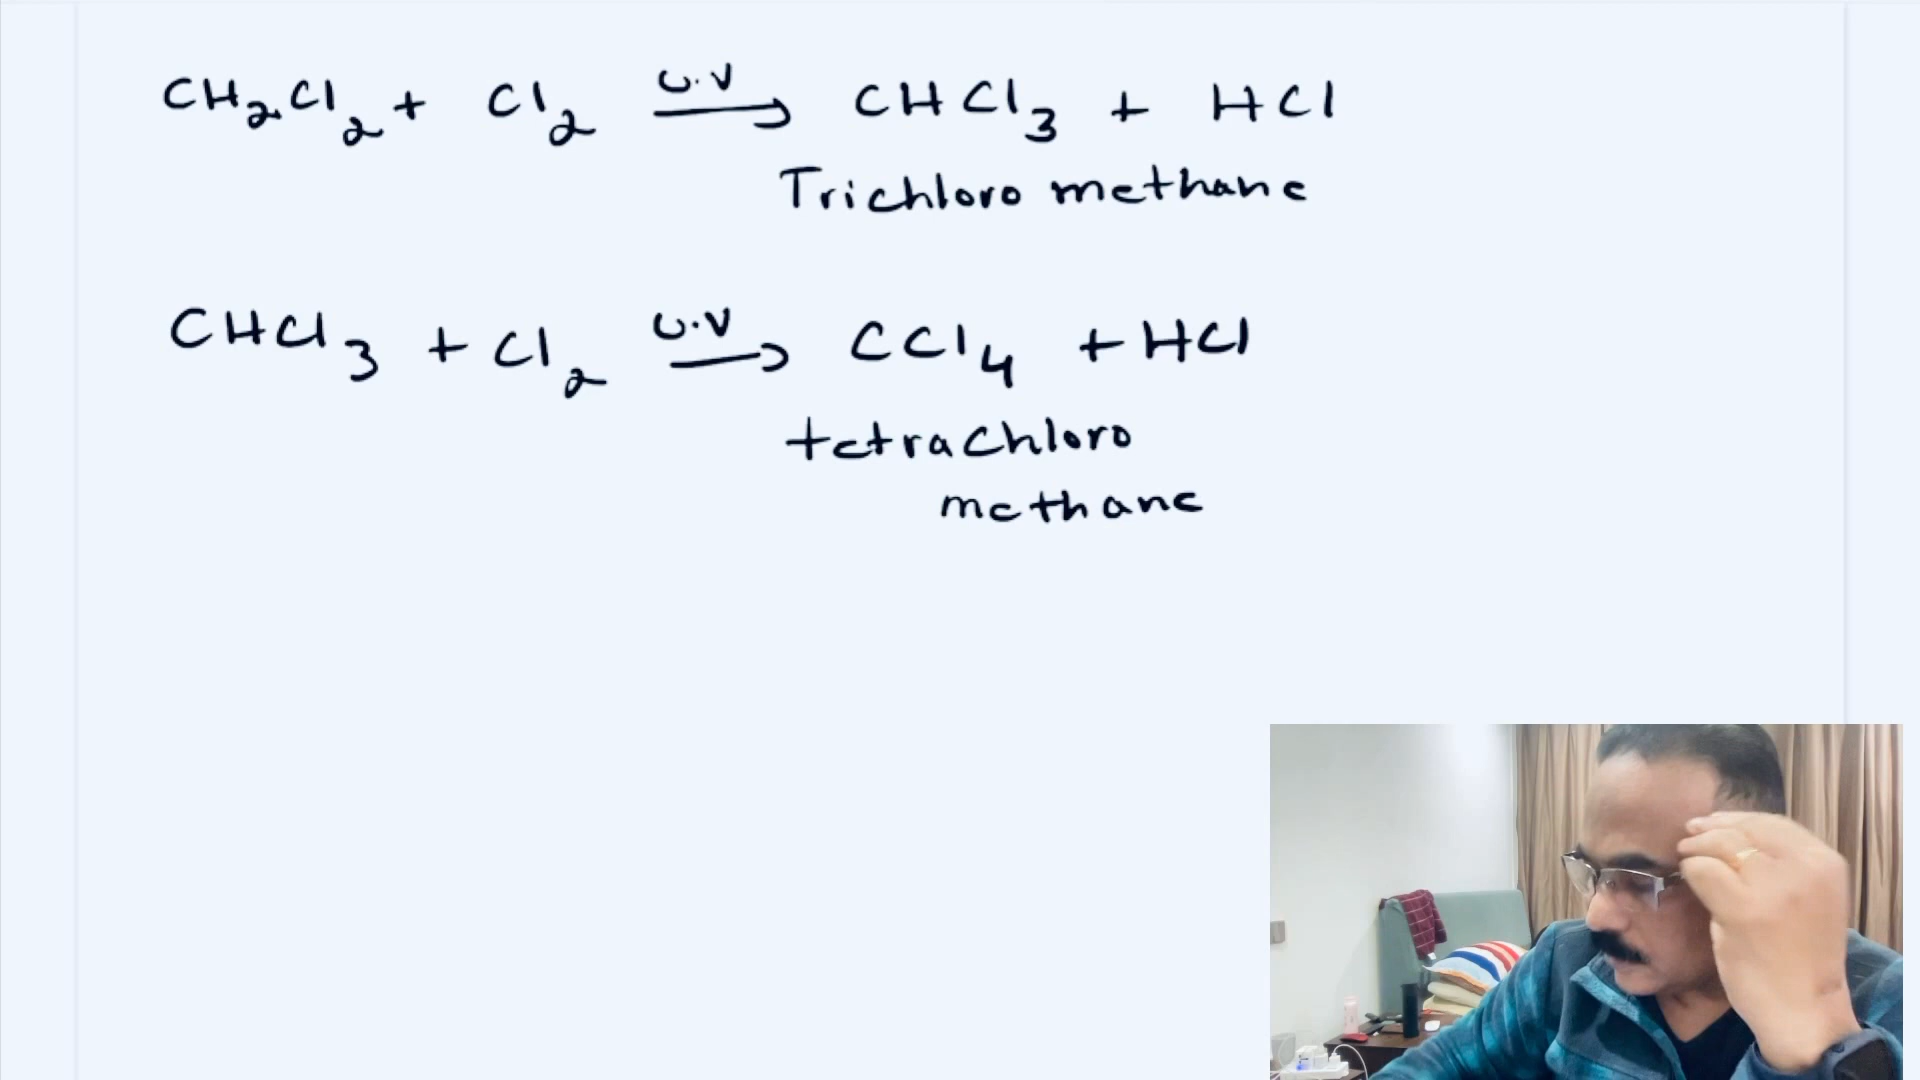 CH₂Cl₂ + Cl₂ U.V → CHCl₃ + HCl
Trichloro methane
CHCl₃ + Cl₂ U.V → CCl₄ + HCl
tetrachloro
methane